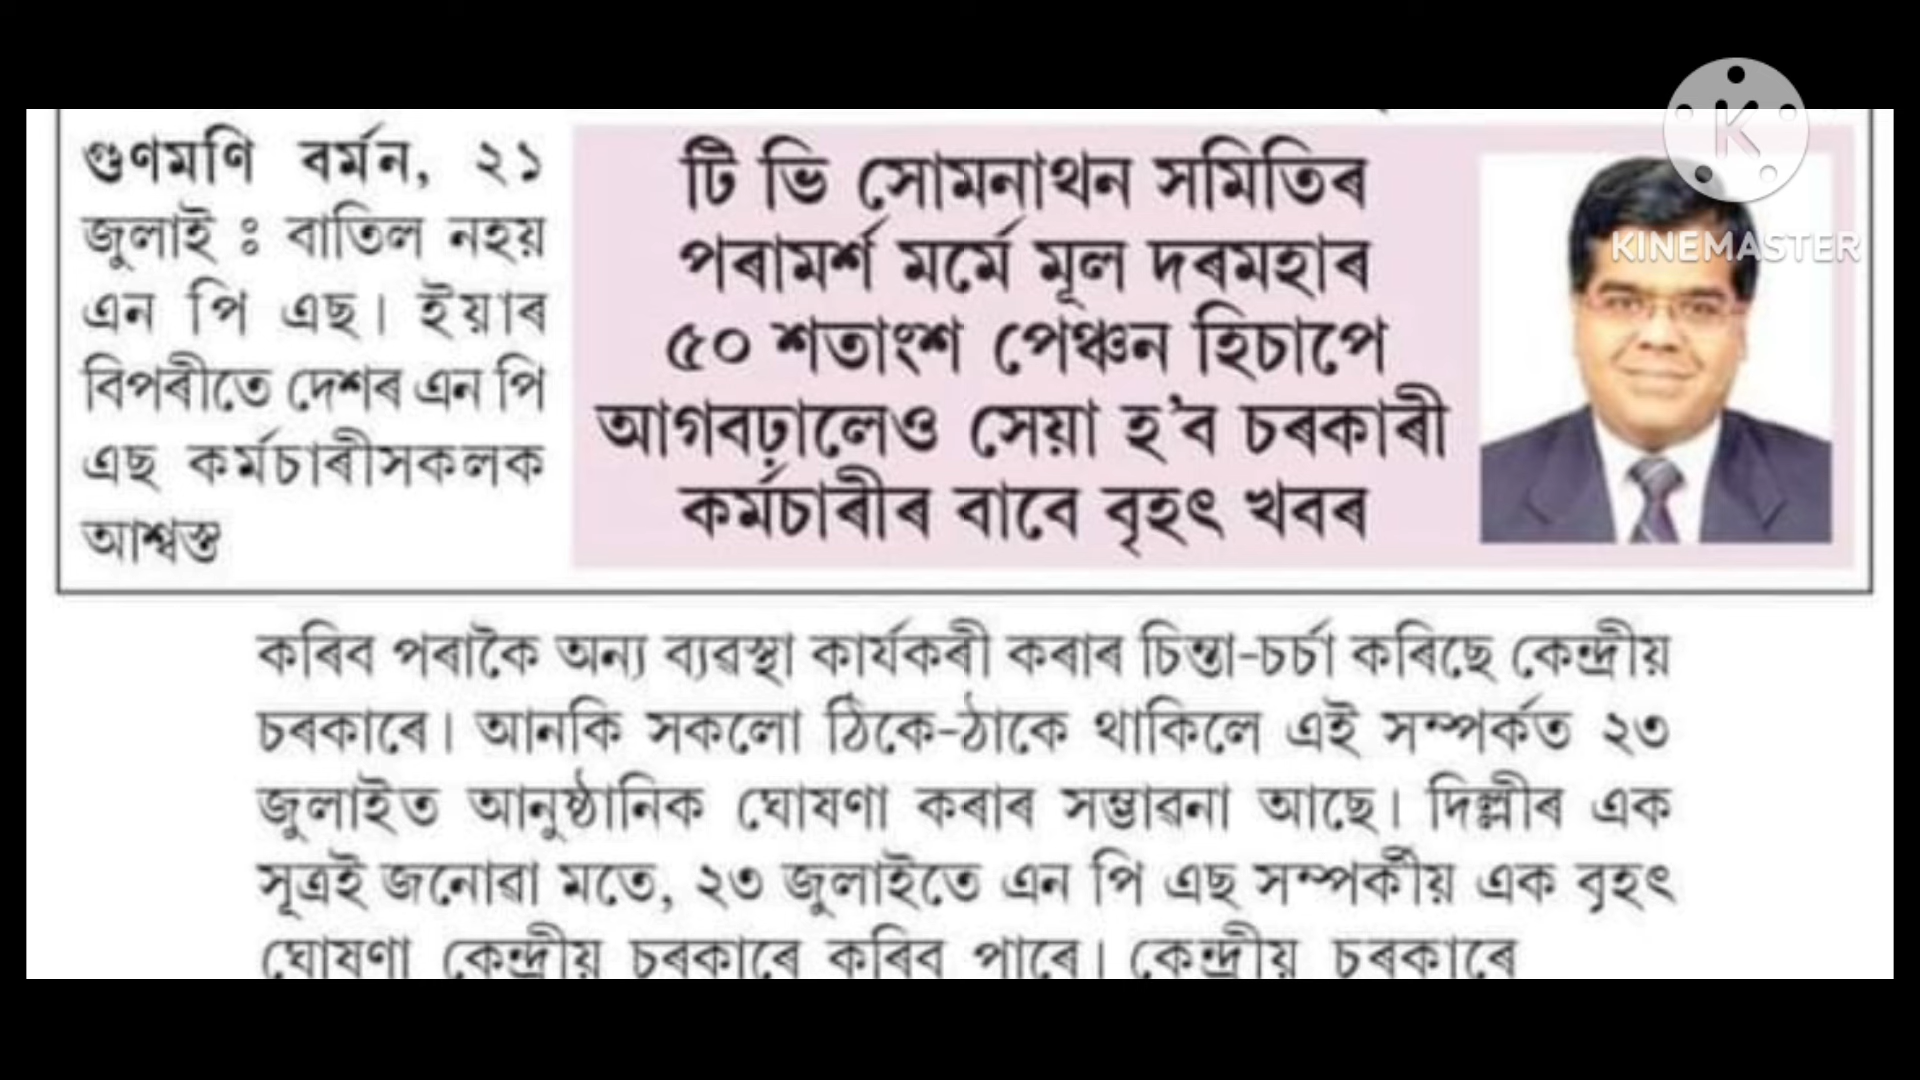 গুণমণি বৰ্মন, ২১
জুলাই ঃ বাতিল নহয়
এন পি এছ। ইয়াৰ
বিপৰীতে দেশৰ এন পি
এছ কৰ্মচাৰীসকলক
আশ্বস্ত
টি ভি সোমনাথন সমিতিৰ
পৰামৰ্শ মৰ্মে মূল দৰমহাৰ
৫০ শতাংশ পেঞ্চন হিচাপে
আগবঢ়ালেও সেয়া হ'ব চৰকাৰী
কৰ্মচাৰীৰ বাবে বৃহৎ খবৰ
KINEMASTER
কৰিব পৰাকৈ অন্য ব্যৱস্থা কাৰ্যকৰী কৰাৰ চিন্তা-চৰ্চা কৰিছে কেন্দ্ৰীয়
চৰকাৰে। আনকি সকলো ঠিকে-ঠাকে থাকিলে এই সম্পৰ্কত ২৩
জুলাইত আনুষ্ঠানিক ঘোষণা কৰাৰ সম্ভাৱনা আছে। দিল্লীৰ এক
সূত্ৰই জনোৱা মতে, ২৩ জুলাইতে এন পি এছ সম্পৰ্কীয় এক বৃহৎ
ঘোষণা কেন্দ্ৰীয় চৰকাৰে কৰিব পাৰে। কেন্দ্ৰীয় চৰকাৰে